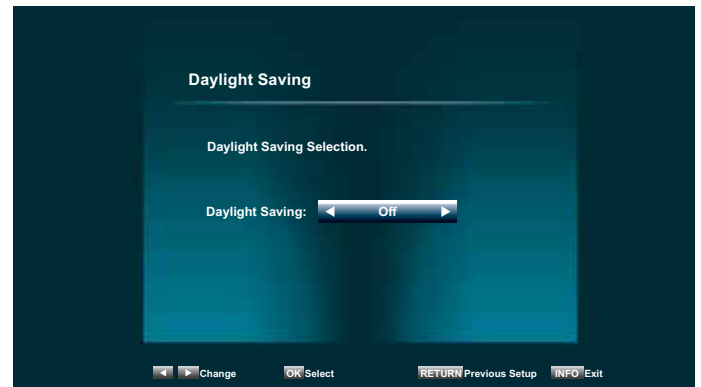 Daylight Saving
Daylight Saving Selection.
Daylight Saving: Off
Change OK Select RETURN Previous Setup INFO Exit